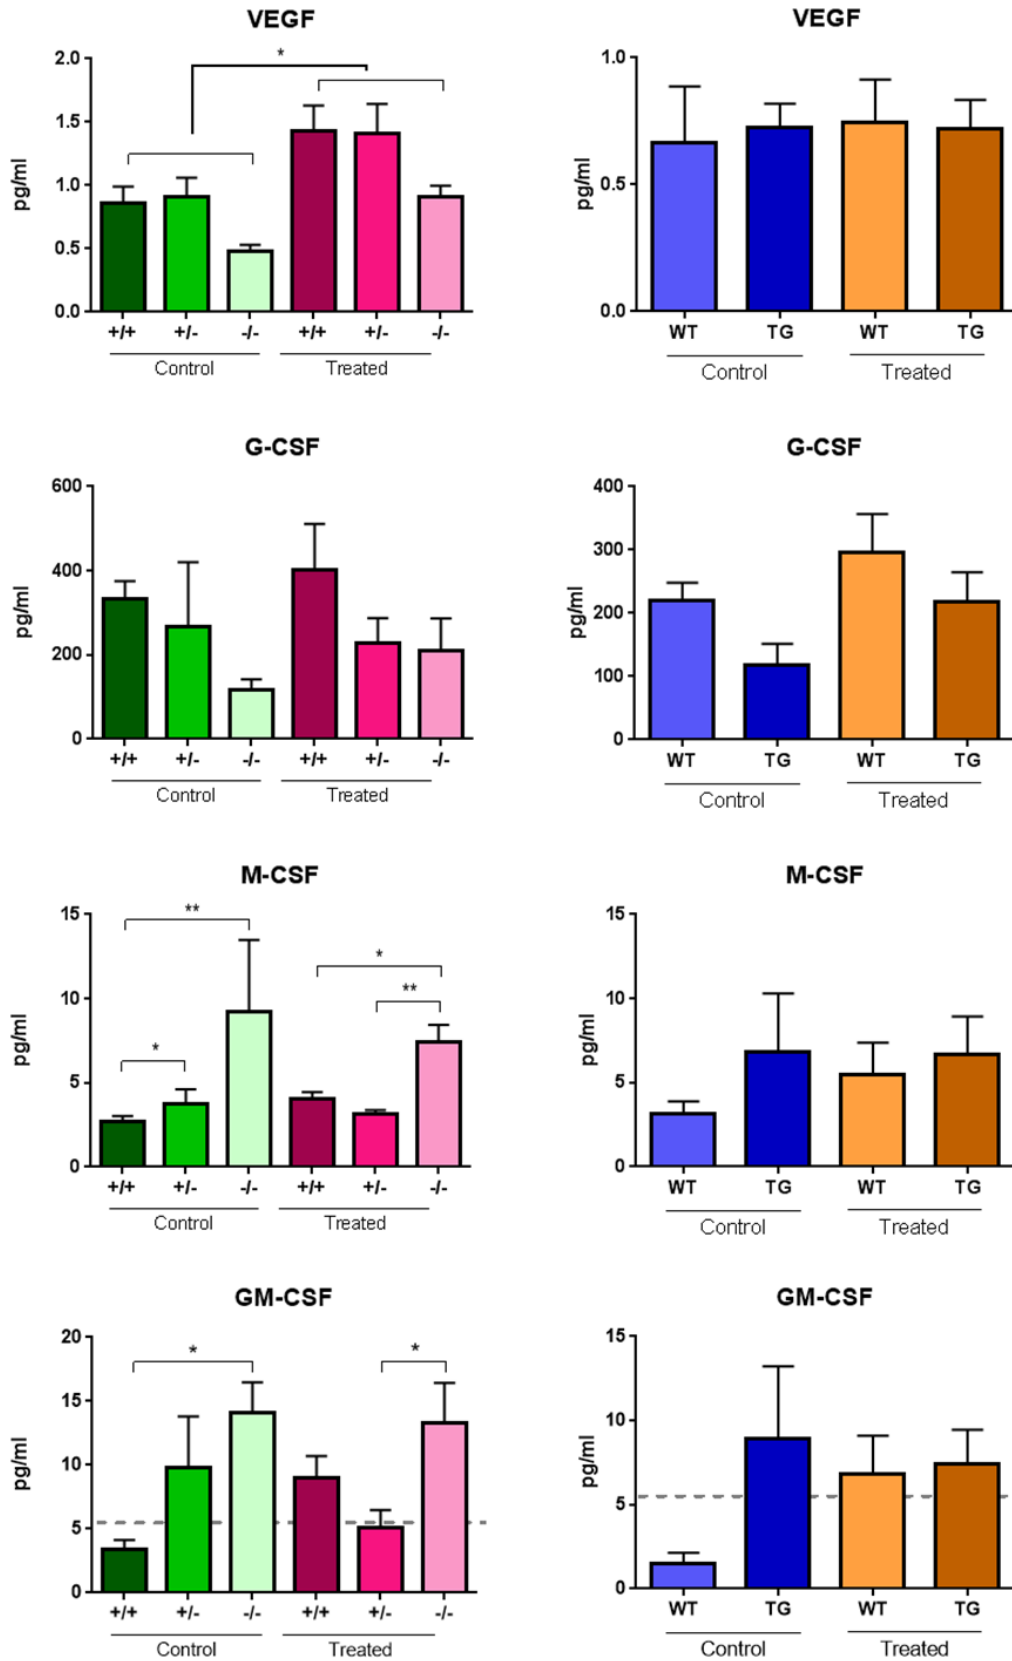 VEGF
*
2.0
1.5
1.0
0.5
0.0
pg/ml
+/+ +/- -/- +/+ +/- -/-
Control Treated
VEGF
1.0
0.5
0.0
pg/ml
WT TG WT TG
Control Treated
G-CSF
600
400
200
0
pg/ml
+/+ +/- -/- +/+ +/- -/-
Control Treated
G-CSF
400
300
200
100
0
pg/ml
WT TG WT TG
Control Treated
M-CSF
**
*
*
**
15
10
5
0
pg/ml
+/+ +/- -/- +/+ +/- -/-
Control Treated
M-CSF
15
10
5
0
pg/ml
WT TG WT TG
Control Treated
GM-CSF
*
*
20
15
10
5
0
pg/ml
+/+ +/- -/- +/+ +/- -/-
Control Treated
GM-CSF
15
10
5
0
pg/ml
WT TG WT TG
Control Treated